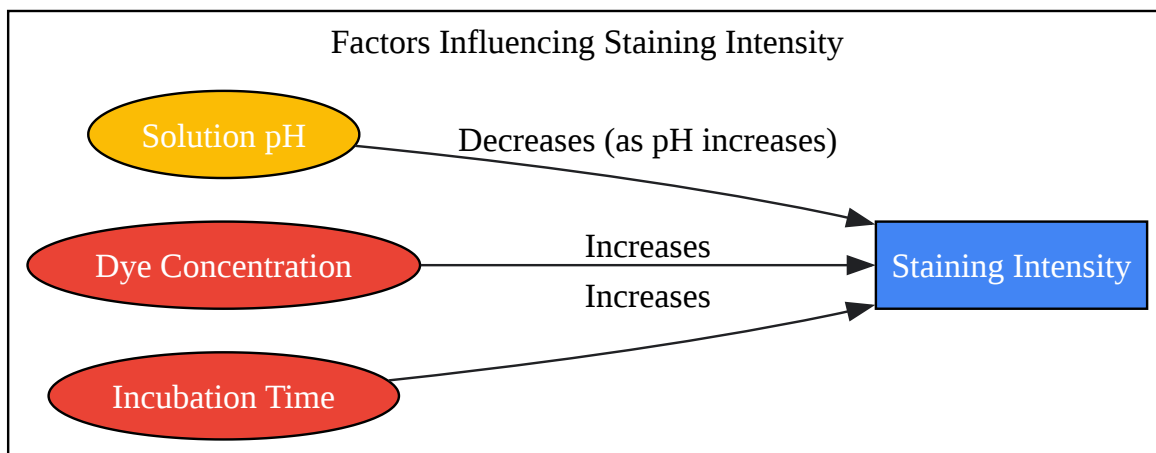 Factors Influencing Staining Intensity
Solution pH
Decreases (as pH increases)
Dye Concentration
Increases
Staining Intensity
Increases
Incubation Time